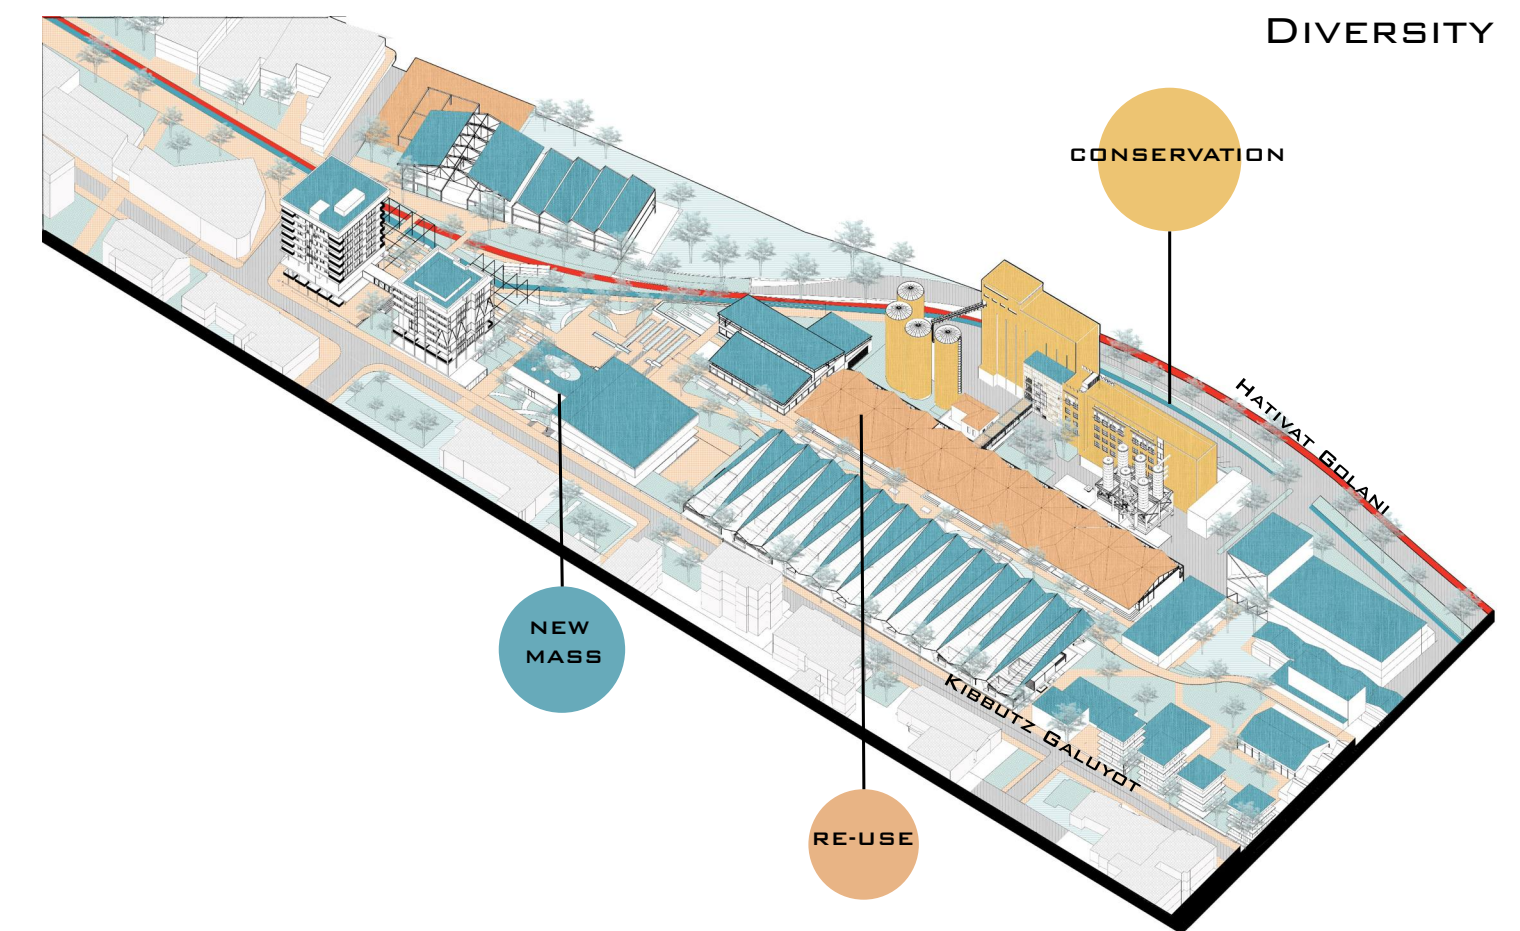 DIVERSITY
CONSERVATION
HATIVAT GOLANI
NEW
MASS
KIBBUTZ GALUYOT
RE-USE